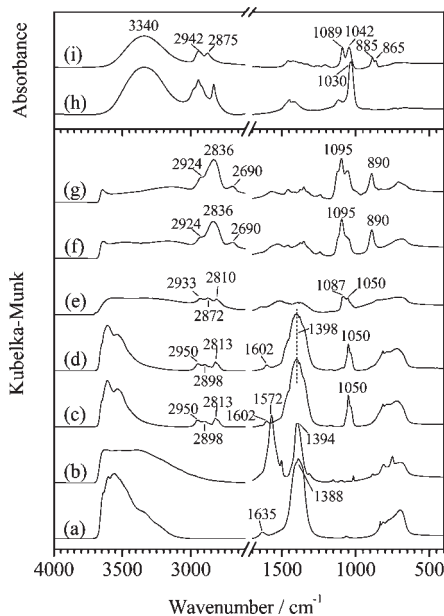 3340
2942 2875
1089 1042
885 865
(i)
1030
(h)
Absorbance
2836
2924 2690
1095
890
(g)
2836
2924 2690
1095
890
(f)
2933 2810
1087 1050
(e)
2872
2950 2813
1602
1398
(d)
2898
1050
1572
2950 2813
1602
1050
(c)
2898
1394
(b)
1388
1635
(a)
Kubelka-Munk
4000 3000 1500 1000 500
Wavenumber / cm⁻¹